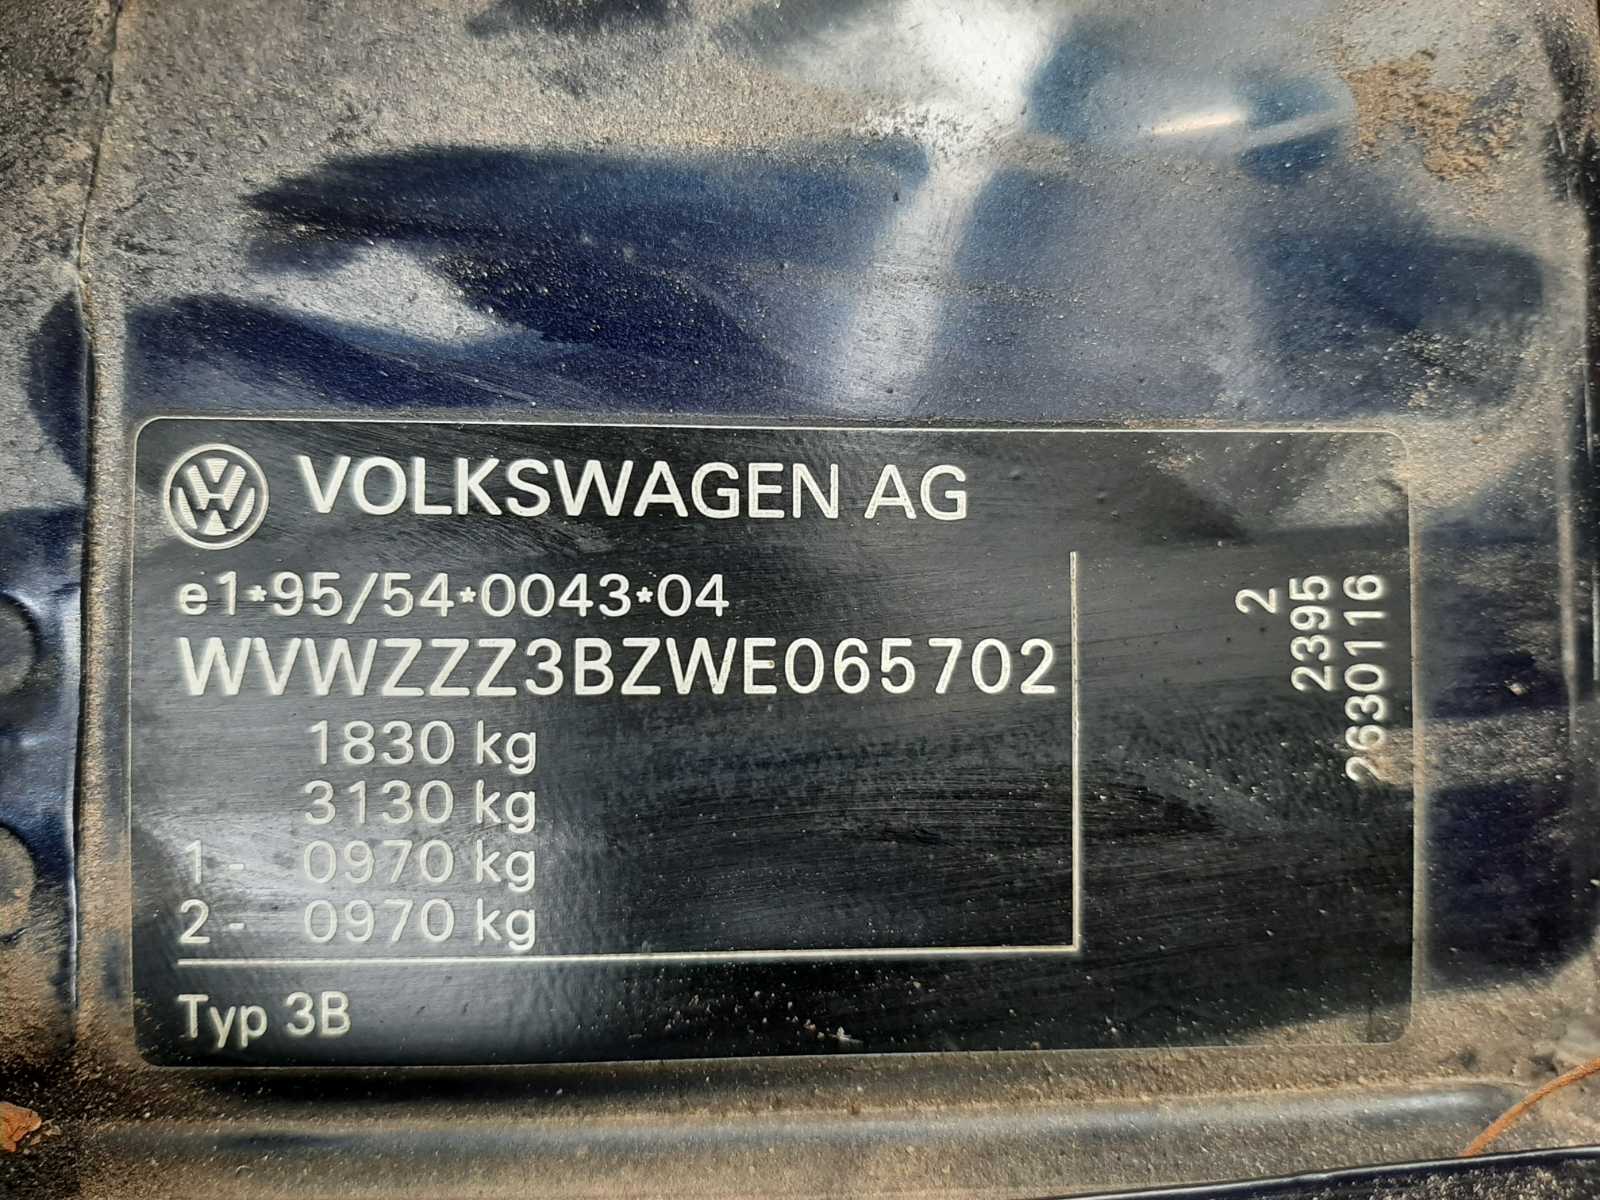 VOLKSWAGEN AG
e1*95/54*0043*04
WVWZZZ3BZWE065702
1830 kg
3130 kg
1- 0970 kg
2- 0970 kg
Typ 3B
2
2395
2630116